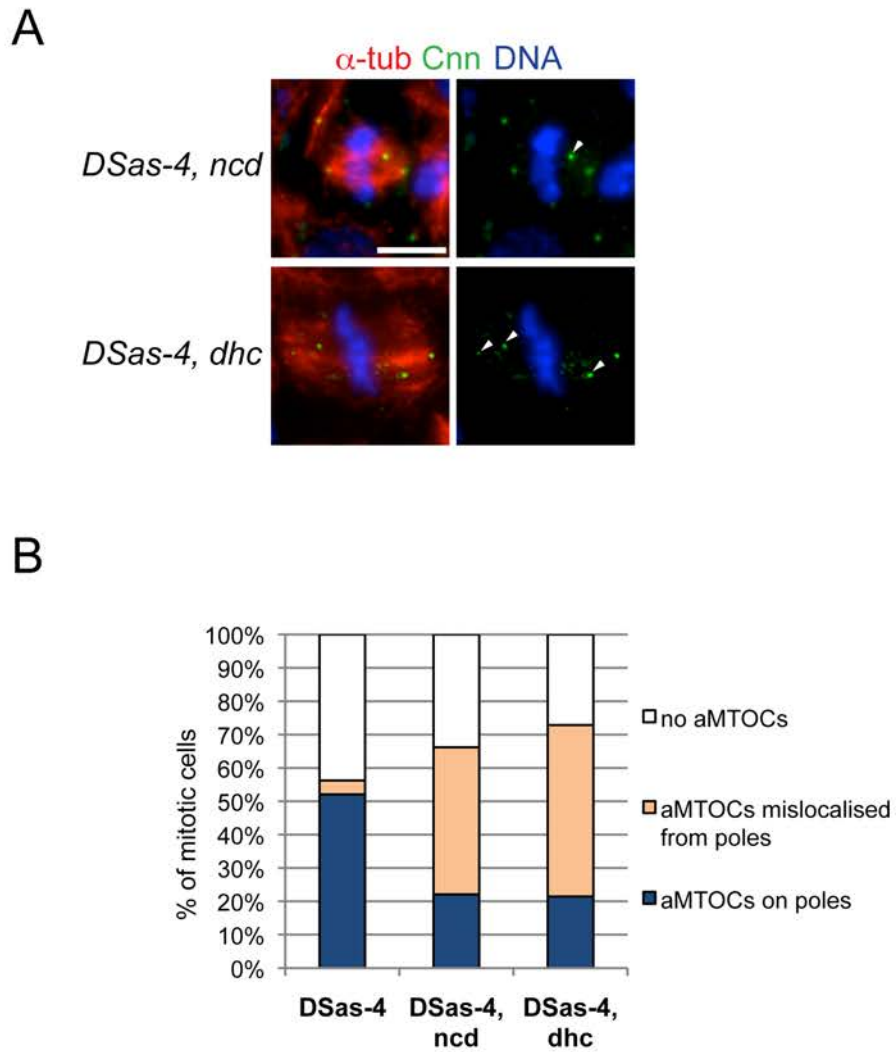 A
α-tub Cnn DNA
DSas-4, ncd
DSas-4, dhc
B
100%
90%
80%
70%
60%
50%
40%
30%
20%
10%
0%
% of mitotic cells
DSas-4
DSas-4,
ncd
DSas-4,
dhc
no aMTOCs
aMTOCs mislocalised
from poles
aMTOCs on poles